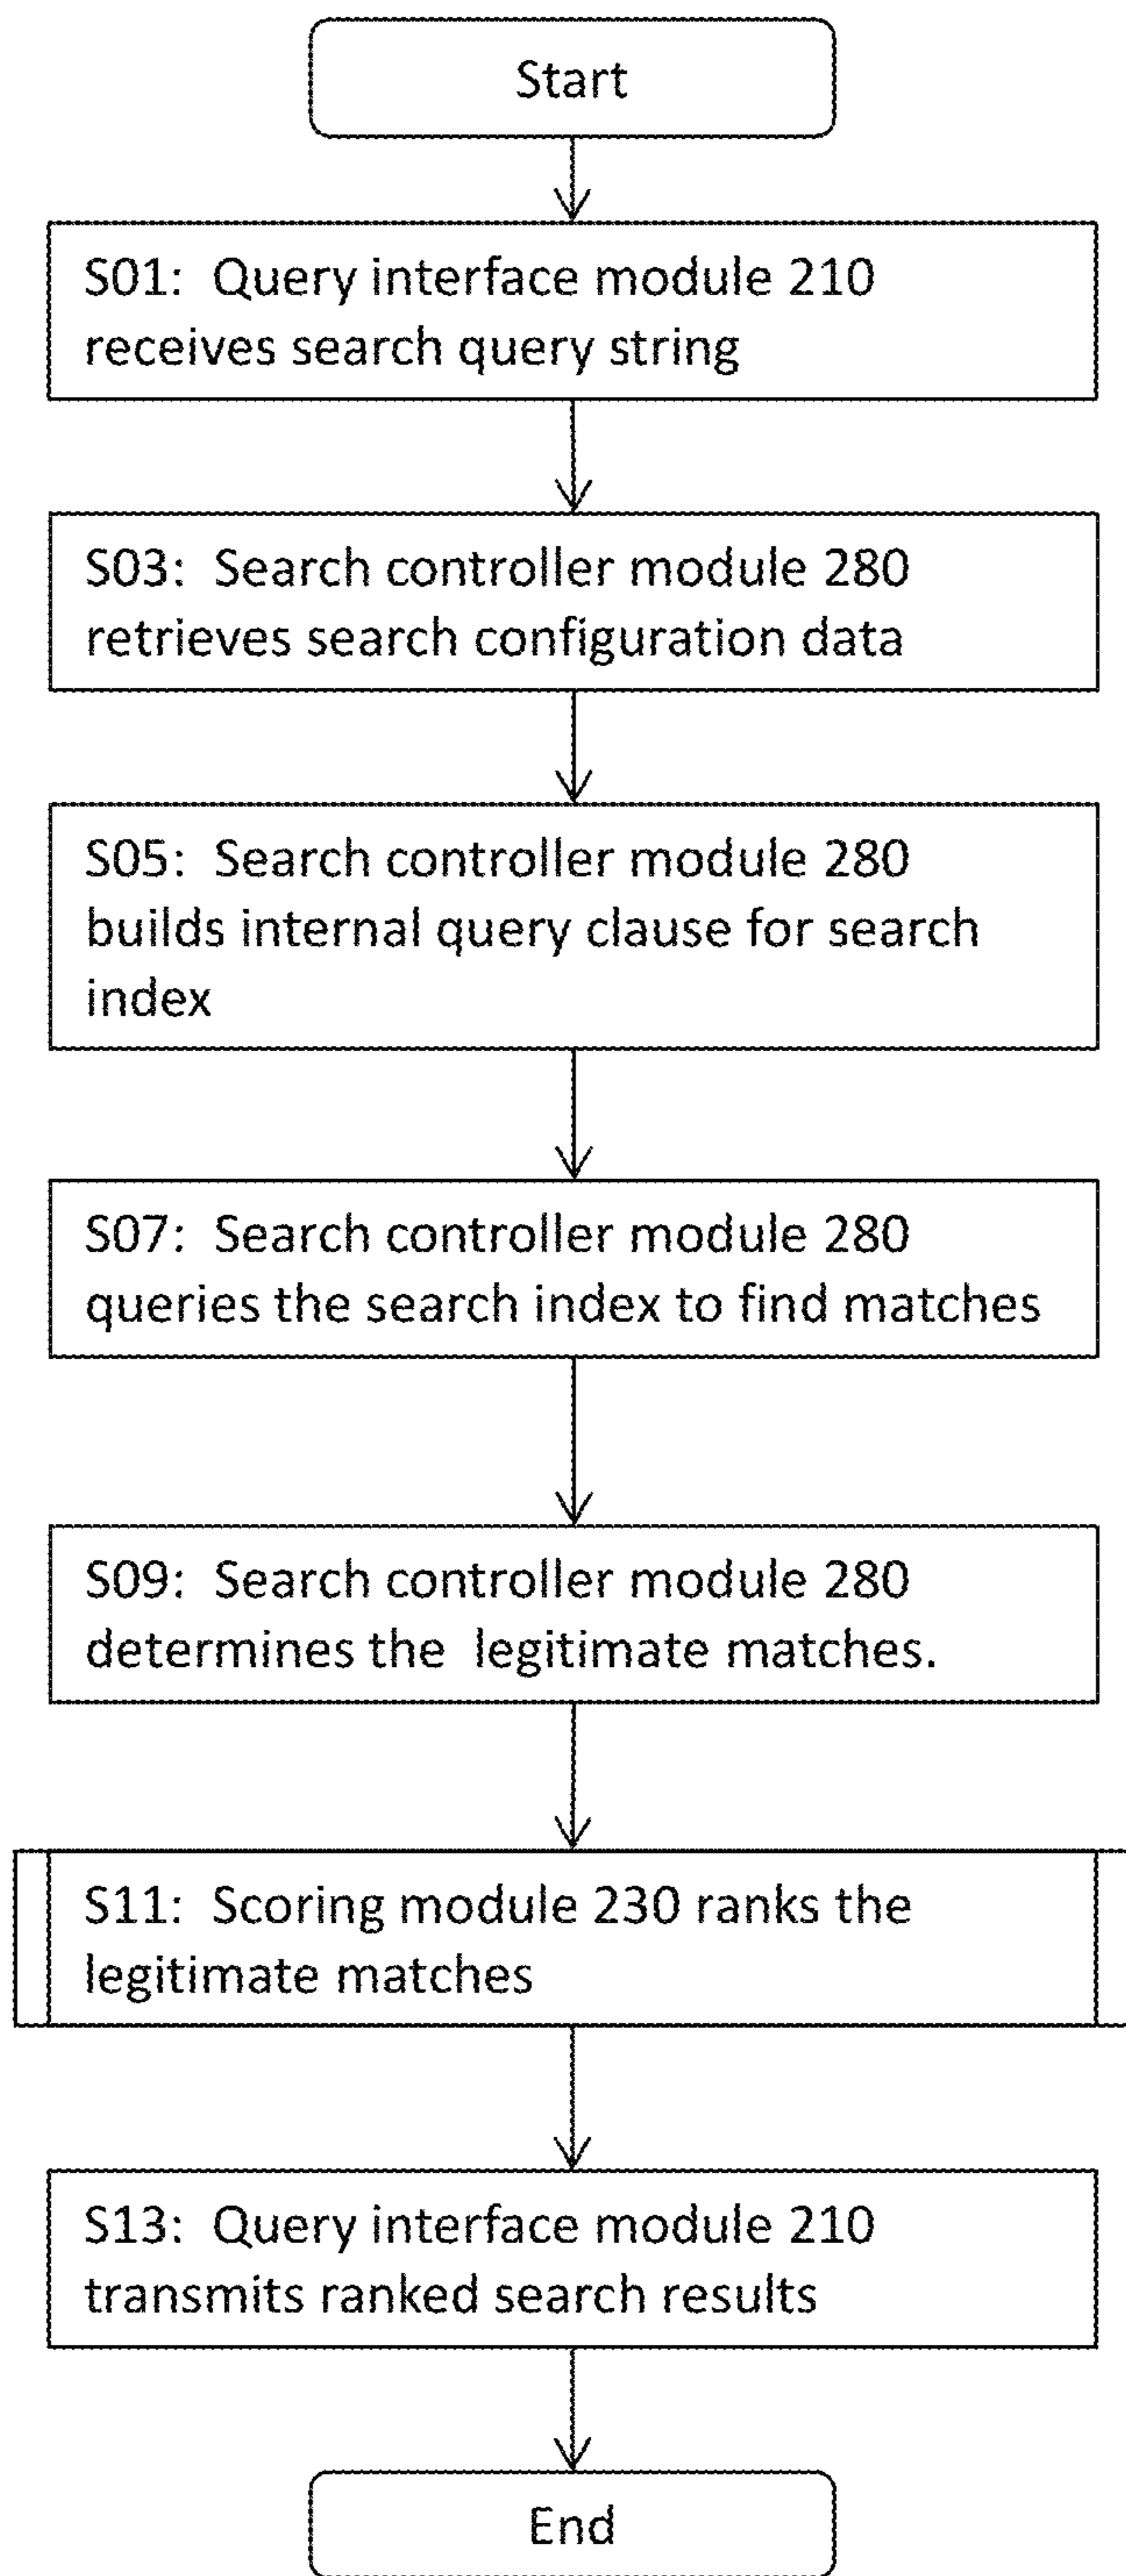 Start
S01: Query interface module 210
receives search query string
S03: Search controller module 280
retrieves search configuration data
S05: Search controller module 280
builds internal query clause for search
index
S07: Search controller module 280
queries the search index to find matches
S09: Search controller module 280
determines the legitimate matches.
S11: Scoring module 230 ranks the
legitimate matches
S13: Query interface module 210
transmits ranked search results
End